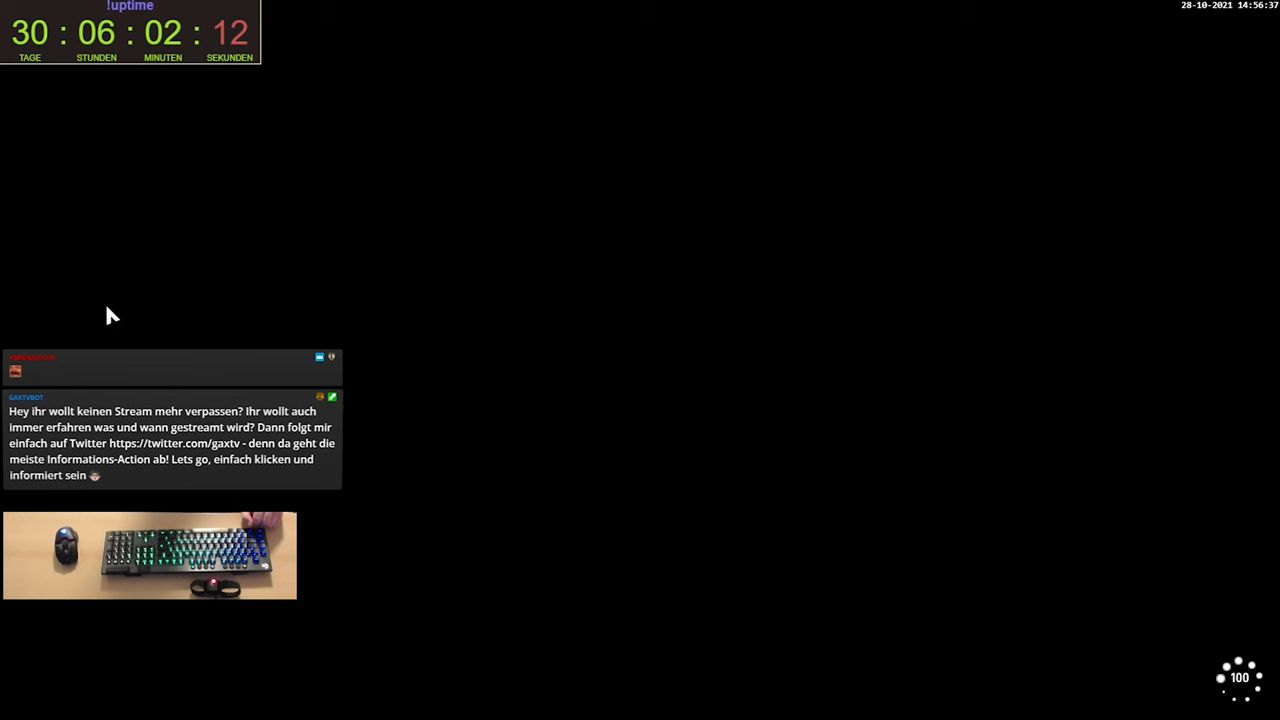 !uptime
30 : 06 : 02 : 12
TAGE STUNDEN MINUTEN SEKUNDEN
28-10-2021 14:56:37
GAXTVBOT
Hey ihr wollt keinen Stream mehr verpassen? Ihr wollt auch
immer erfahren was und wann gestreamt wird? Dann folgt mir
einfach auf Twitter https://twitter.com/gaxtv - denn da geht die
meiste Informations-Action ab! Lets go, einfach klicken und
informiert sein
100